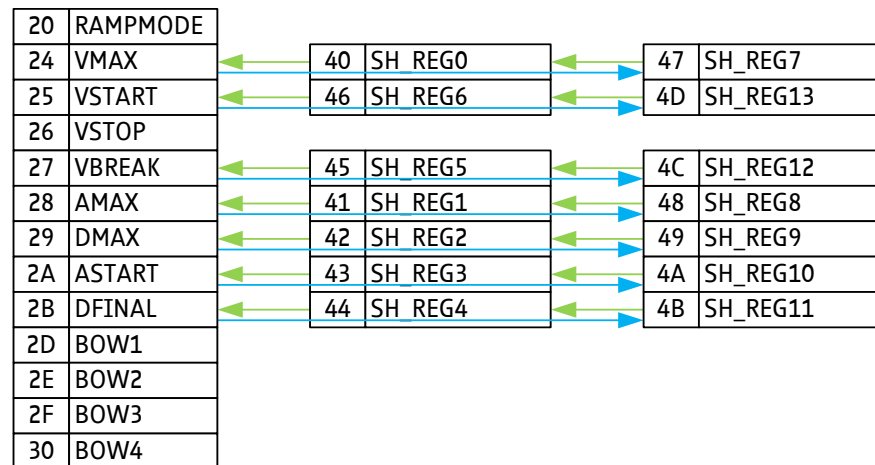 20 RAMPMODE
24 VMAX 40 SH_REG0 47 SH_REG7
25 VSTART 46 SH_REG6 4D SH_REG13
26 VSTOP
27 VBREAK 45 SH_REG5 4C SH_REG12
28 AMAX 41 SH_REG1 48 SH_REG8
29 DMAX 42 SH_REG2 49 SH_REG9
2A ASTART 43 SH_REG3 4A SH_REG10
2B DFINAL 44 SH_REG4 4B SH_REG11
2D BOW1
2E BOW2
2F BOW3
30 BOW4